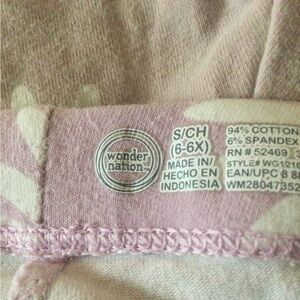 wonder
nation
S/CH
(6-6X)
MADE IN/
HECHO EN
INDONESIA
94% COTTON
6% SPANDEX
RN # 52469
STYLE# WG121
EAN/UPC 8 88
WM28047352